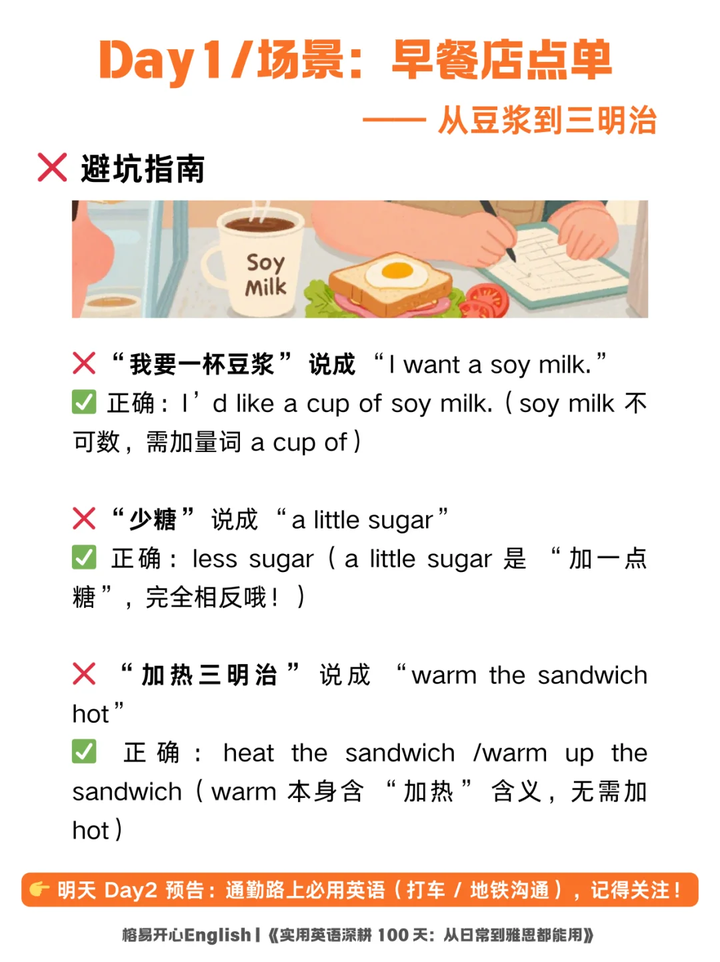 Day1/场景：早餐店点单
—— 从豆浆到三明治
❌ 避坑指南
Soy
Milk
❌ “我要一杯豆浆” 说成 “I want a soy milk.”
✅ 正确：I’d like a cup of soy milk.（soy milk 不
可数，需加量词 a cup of）
❌ “少糖” 说成 “a little sugar”
✅ 正确：less sugar（a little sugar 是 “加一点
糖”，完全相反哦！）
❌ “加热三明治” 说成 “warm the sandwich
hot”
✅ 正确：heat the sandwich /warm up the
sandwich（warm 本身含 “加热” 含义，无需加
hot）
👉 明天 Day2 预告：通勤路上必用英语（打车 / 地铁沟通），记得关注！
格易开心English | 《实用英语深耕 100 天：从日常到雅思都能用》